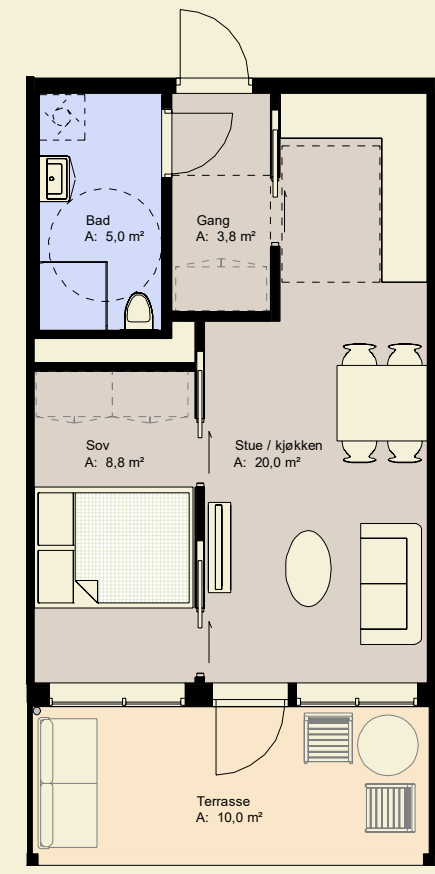 Bad
A: 5,0 m²
Gang
A: 3,8 m²
Sov
A: 8,8 m²
Stue / kjøkken
A: 20,0 m²
Terrasse
A: 10,0 m²